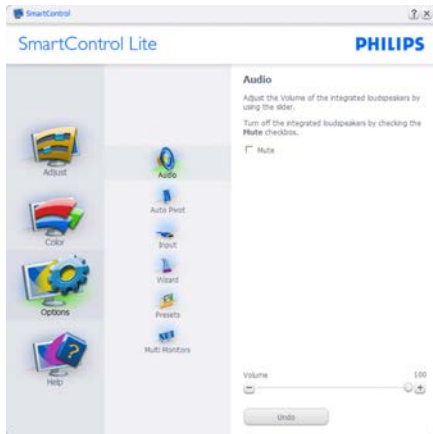 SmartControl
SmartControl Lite
PHILIPS
Adjust
Color
Options
Help
Audio
Auto Pivot
Input
Wizard
Presets
Multi Monitors
Audio
Adjust the Volume of the integrated loudspeakers by
using the slider.
Turn off the integrated loudspeakers by checking the
Mute checkbox.
Mute
Volume 100
Undo